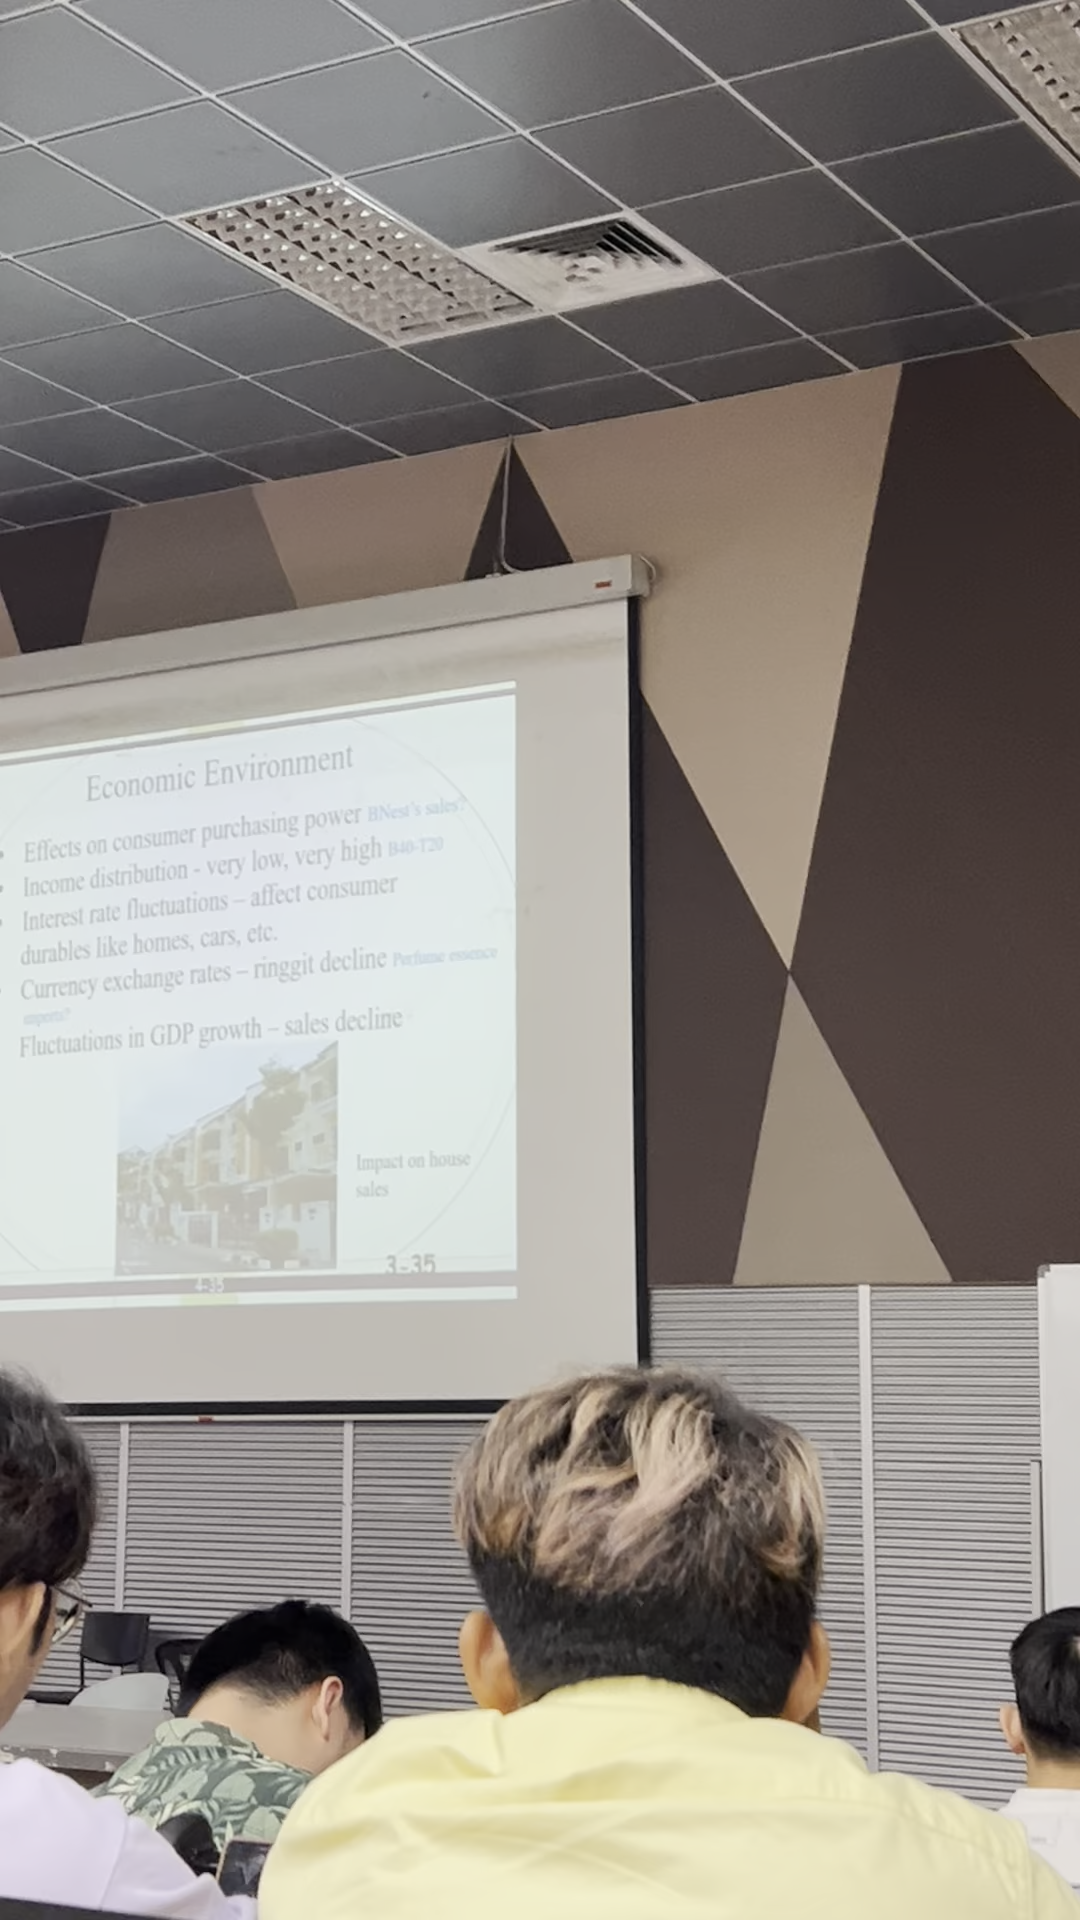 Economic Environment
• Effects on consumer purchasing power BNest's sales?
• Income distribution - very low, very high B40-T20
• Interest rate fluctuations – affect consumer
durables like homes, cars, etc.
• Currency exchange rates – ringgit decline Perfume essence
imports?
Fluctuations in GDP growth – sales decline
Impact on house
sales
3-35
4-35